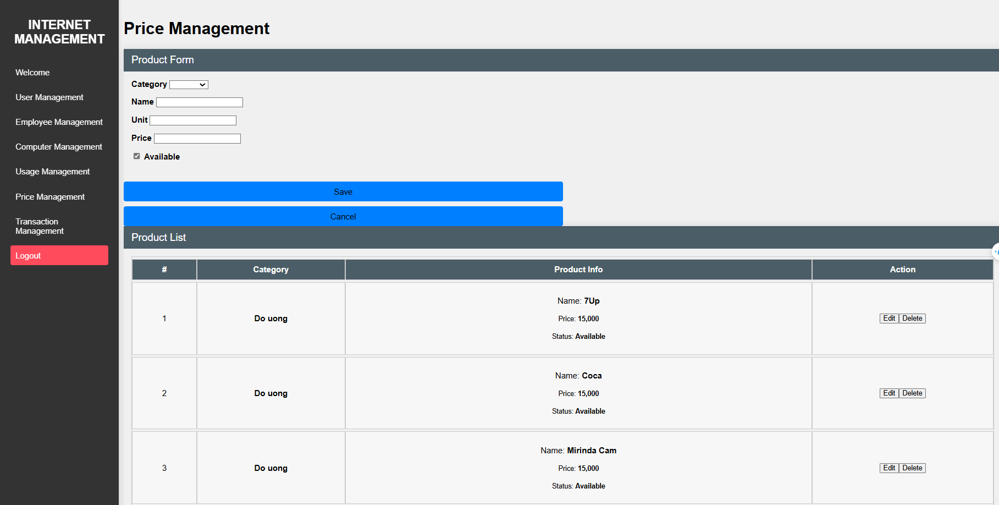 INTERNET
MANAGEMENT
Welcome
User Management
Employee Management
Computer Management
Usage Management
Price Management
Transaction
Management
Logout
Price Management
Product Form
Category
Name
Unit
Price
Available
Save
Cancel
Product List
# Category Product Info Action
Name: 7Up
1 Do uong Price: 15,000 Edit Delete
Status: Available
Name: Coca
2 Do uong Price: 15,000 Edit Delete
Status: Available
Name: Mirinda Cam
3 Do uong Price: 15,000 Edit Delete
Status: Available